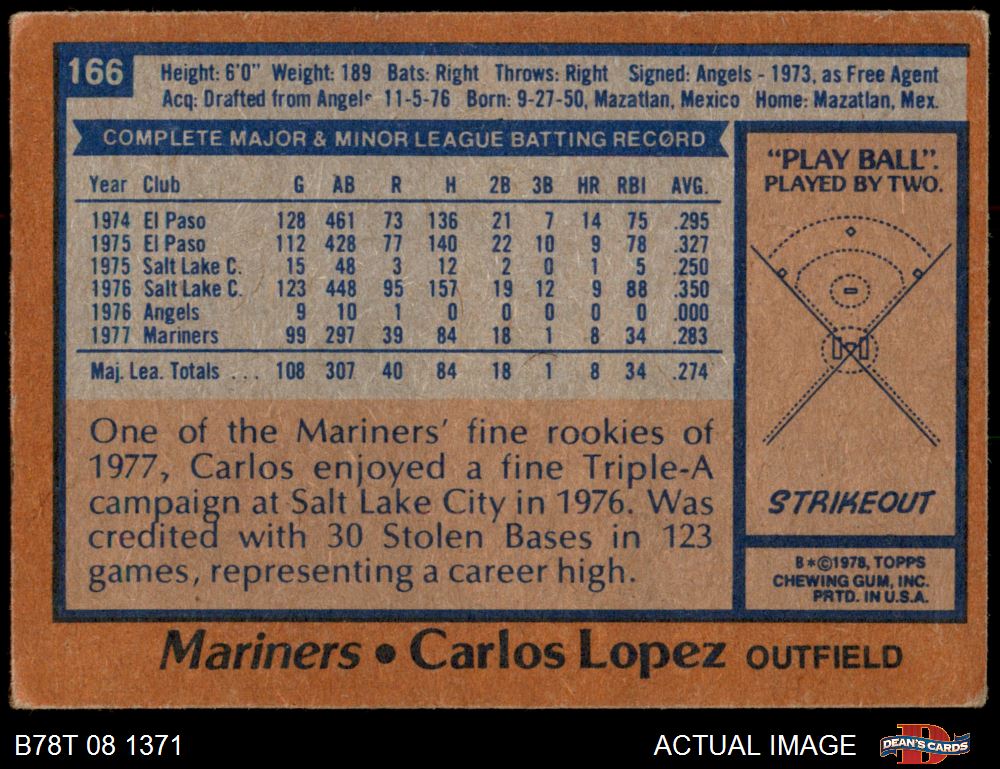 166
Height: 6'0" Weight: 189 Bats: Right Throws: Right Signed: Angels - 1973, as Free Agent
Acq: Drafted from Angels 11-5-76 Born: 9-27-50, Mazatlan, Mexico Home: Mazatlan, Mex.
COMPLETE MAJOR & MINOR LEAGUE BATTING RECORD
Year Club G AB R H 2B 3B HR RBI AVG.
1974 El Paso 128 461 73 136 21 7 14 75 .295
1975 El Paso 112 428 77 140 22 10 9 78 .327
1975 Salt Lake C. 15 48 3 12 2 0 1 5 .250
1976 Salt Lake C. 123 448 95 157 19 12 9 88 .350
1976 Angels 9 10 1 0 0 0 0 0 .000
1977 Mariners 99 297 39 84 18 1 8 34 .283
Maj. Lea. Totals ... 108 307 40 84 18 1 8 34 .274
One of the Mariners' fine rookies of
1977, Carlos enjoyed a fine Triple-A
campaign at Salt Lake City in 1976. Was
credited with 30 Stolen Bases in 123
games, representing a career high.
"PLAY BALL".
PLAYED BY TWO.
STRIKEOUT
B*©1978, TOPPS
CHEWING GUM, INC.
PRTD. IN U.S.A.
Mariners • Carlos Lopez OUTFIELD
B78T 08 1371
ACTUAL IMAGE
DEAN'S CARDS